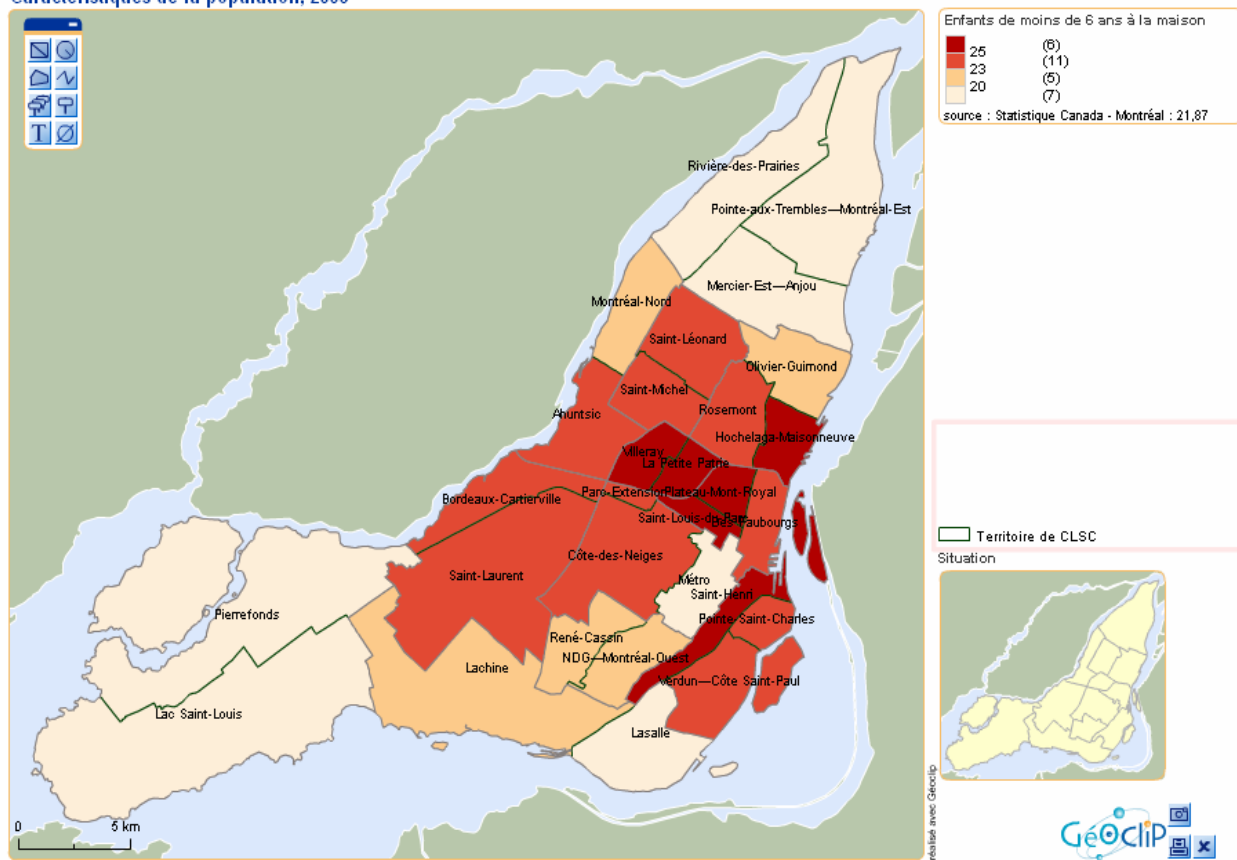 Caractéristiques de la population, 2006
Enfants de moins de 6 ans à la maison
25 (6)
23 (11)
20 (5)
(7)
source : Statistique Canada - Montréal : 21,87
T
Rivière-des-Prairies
Pointe-aux-Trembles—Montréal-Est
Mercier-Est—Anjou
Montréal-Nord
Saint-Léonard
Olivier-Guimond
Saint-Michel
Ahuntsic
Rosemont
Hochelaga-Maisonneuve
Villeray
La Petite Patrie
Bordeaux-Cartierville
Parc-Extension
Plateau-Mont-Royal
Saint-Louis-du-Parc
Des Faubourgs
Côte-des-Neiges
Saint-Laurent
Métro
Saint-Henri
Pierrefonds
Pointe-Saint-Charles
René-Cassin
NDG—Montréal-Ouest
Lachine
Verdun—Côte Saint-Paul
Lac Saint-Louis
Lasalle
0 5 km
Territoire de CLSC
Situation
réalisé avec Géoclip
GéOcliP